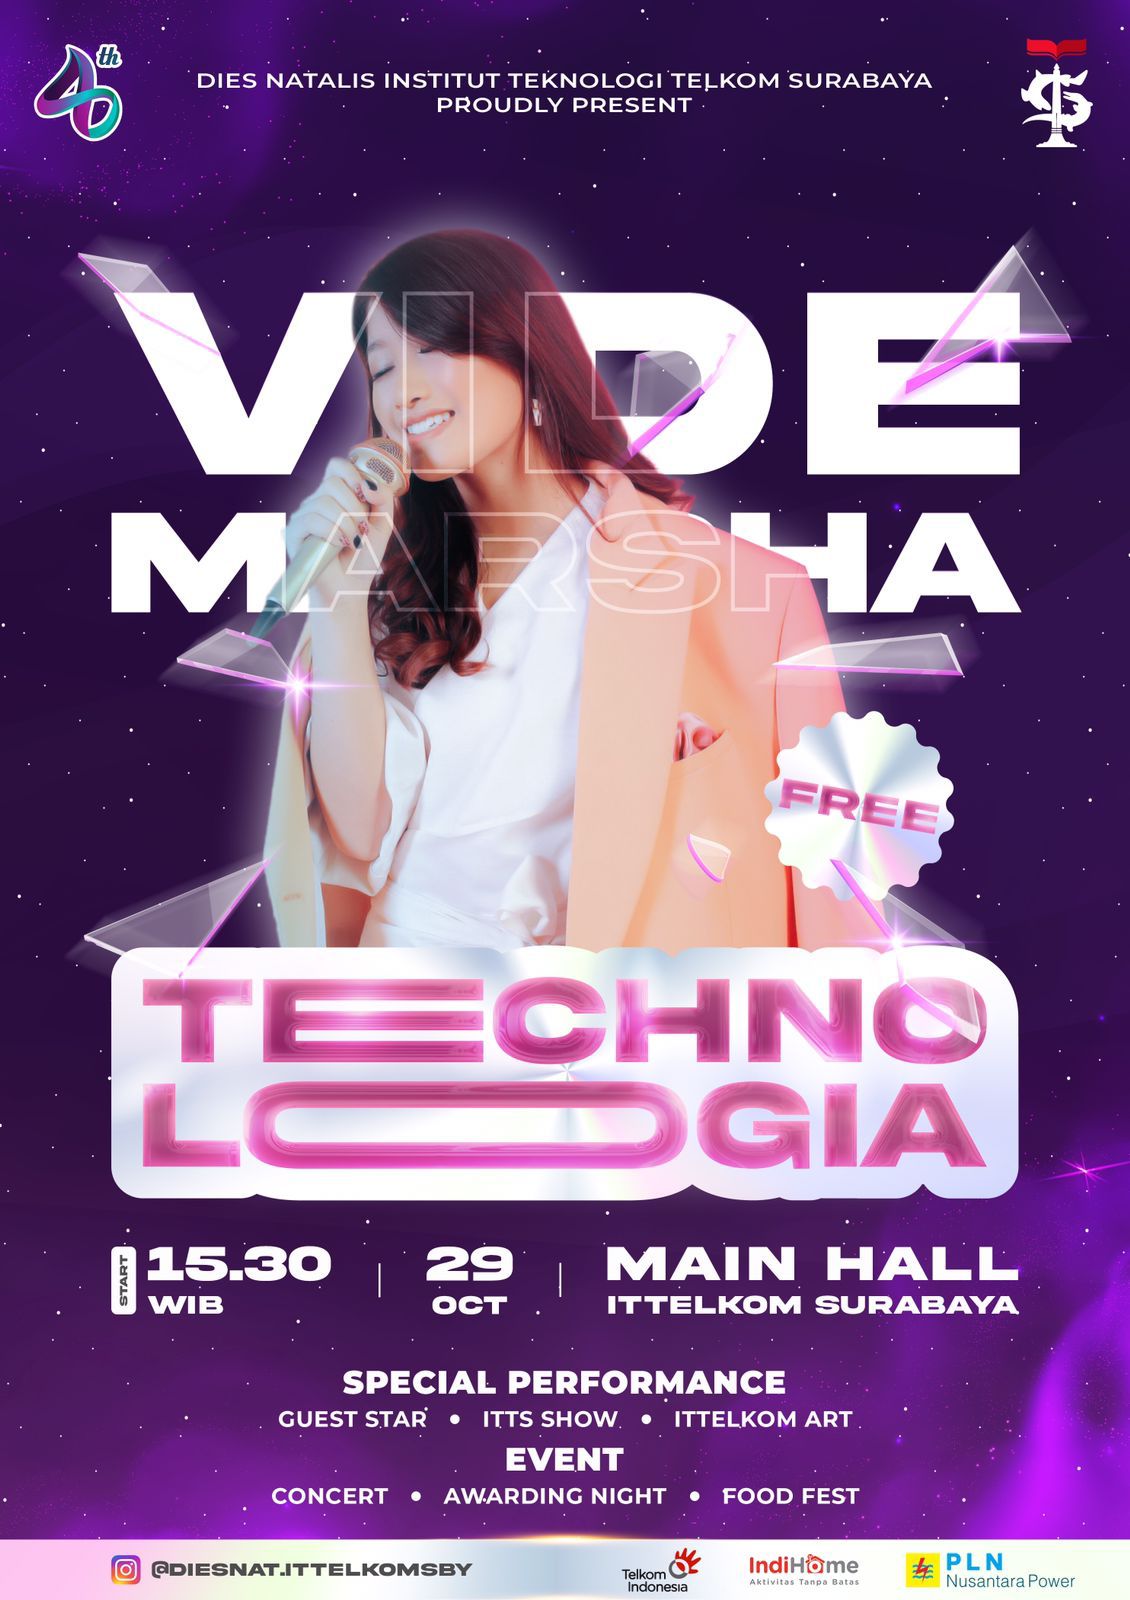 4th
DIES NATALIS INSTITUT TEKNOLOGI TELKOM SURABAYA
PROUDLY PRESENT
VIDE
MARSHA
FREE
TECHNO
LOGIA
START
15.30
WIB
29
OCT
MAIN HALL
ITTELKOM SURABAYA
SPECIAL PERFORMANCE
GUEST STAR • ITTS SHOW • ITTELKOM ART
EVENT
CONCERT • AWARDING NIGHT • FOOD FEST
@DIESNAT.ITTELKOMSBY
Telkom
Indonesia
IndiHome
Aktivitas Tanpa Batas
PLN
Nusantara Power